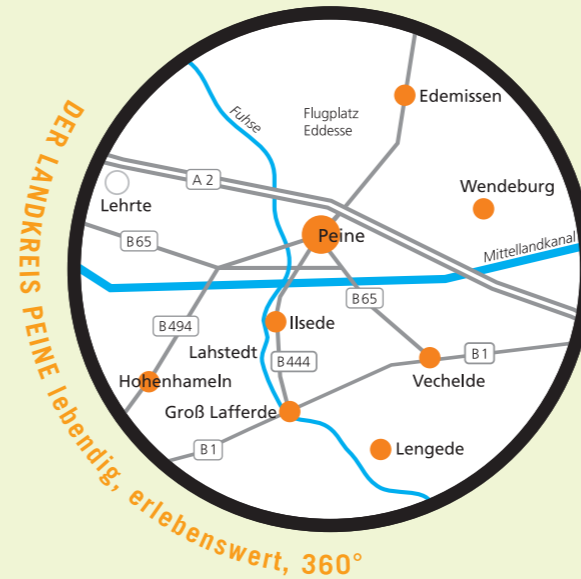 DER LANDKREIS PEINE lebendig, erlebenswert, 360°
Edemissen
Fuhse
Flugplatz
Eddesse
A 2
Wendeburg
Lehrte
Peine
B65
Mittellandkanal
B65
B494
Ilsede
Lahstedt
B444
B1
Hohenhameln
Vechelde
Groß Lafferde
B1
Lengede